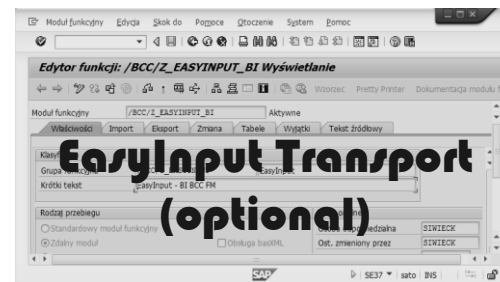 Moduł funkcyjny Edycja Skok do Pomoce Otoczenie System Pomoc
Edytor funkcji: /BCC/Z_EASYINPUT_BI Wyświetlanie
Wzorzec Pretty Printer Dokumentacja modułu
Moduł funkcyjny /BCC/Z_EASYINPUT_BI Aktywne
Właściwości Import Eksport Zmiana Tabele Wyjątki Tekst źródłowy
EasyInput Transport
Grupa EasyInput
Krótki tekst EasyInput - BI BCC FM
(optional)
Rodzaj przebiegu
Standardowy moduł funkcyjny SIWIECK
Zdalny moduł Obsługa basXML Ost. zmieniony przez SIWIECK
SAP SE37 sato INS